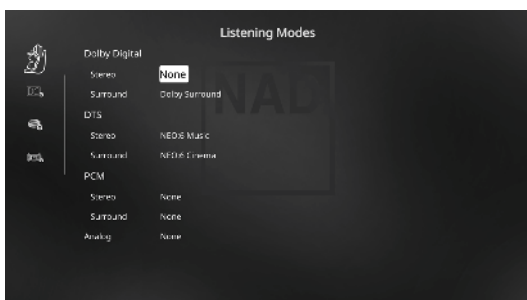 Listening Modes
Dolby Digital
Stereo None
Surround Dolby Surround
DTS
Stereo NEO:6 Music
Surround NEO:6 Cinema
PCM
Stereo None
Surround None
Analog None
NAD